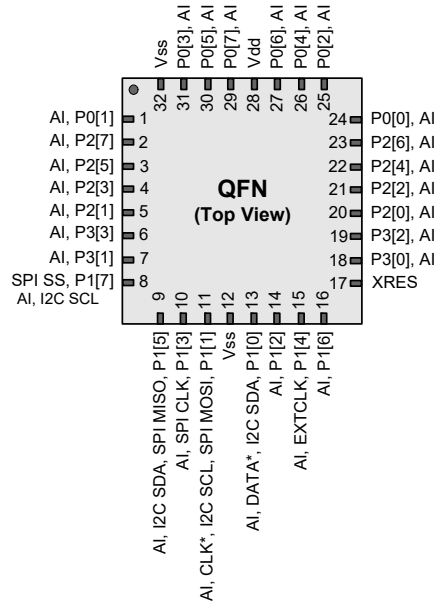 Vss
P0[3], AI
P0[5], AI
P0[7], AI
Vdd
P0[6], AI
P0[4], AI
P0[2], AI
32
31
30
29
28
27
26
25
AI, P0[1] 1
AI, P2[7] 2
AI, P2[5] 3
AI, P2[3] 4
AI, P2[1] 5
AI, P3[3] 6
AI, P3[1] 7
SPI SS, P1[7] 8
AI, I2C SCL
QFN
(Top View)
24 P0[0], AI
23 P2[6], AI
22 P2[4], AI
21 P2[2], AI
20 P2[0], AI
19 P3[2], AI
18 P3[0], AI
17 XRES
9
10
11
12
13
14
15
16
AI, I2C SDA, SPI MISO, P1[5]
AI, SPI CLK, P1[3]
AI, CLK*, I2C SCL, SPI MOSI, P1[1]
Vss
AI, DATA*, I2C SDA, P1[0]
AI, P1[2]
AI, EXTCLK, P1[4]
AI, P1[6]